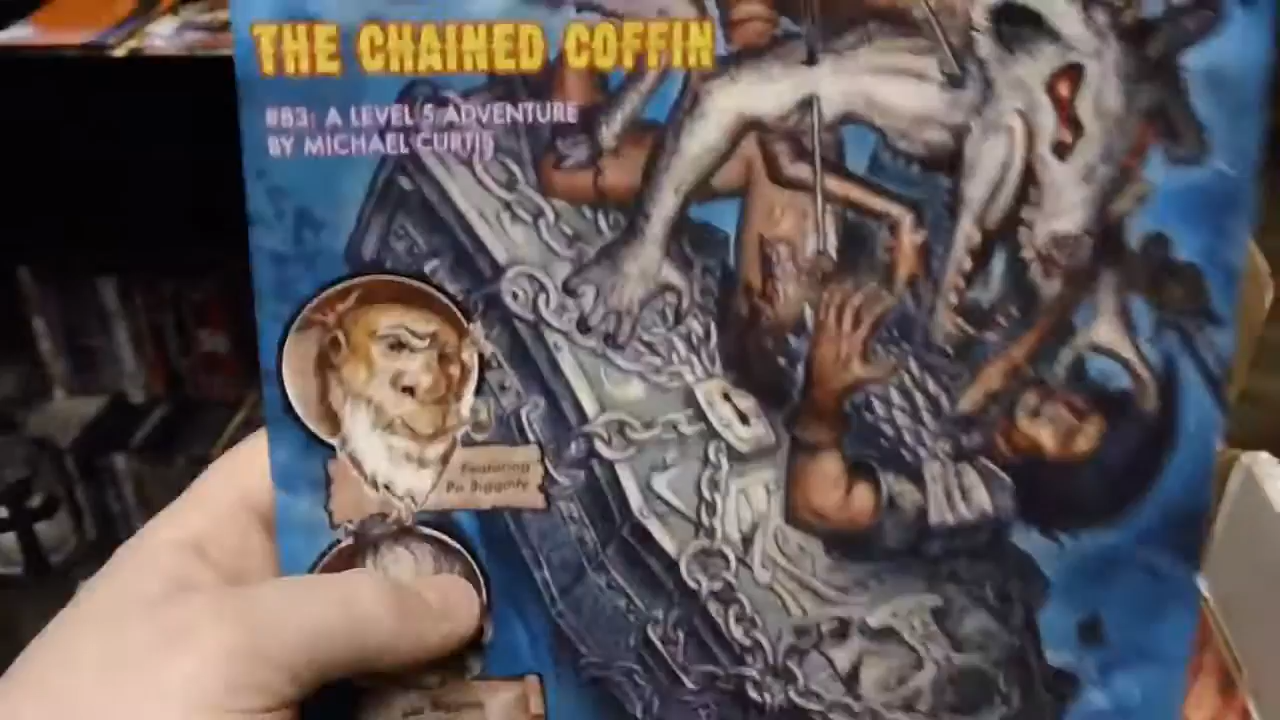 THE CHAINED COFFIN
#83: A LEVEL 5 ADVENTURE
BY MICHAEL CURTIS
Featuring